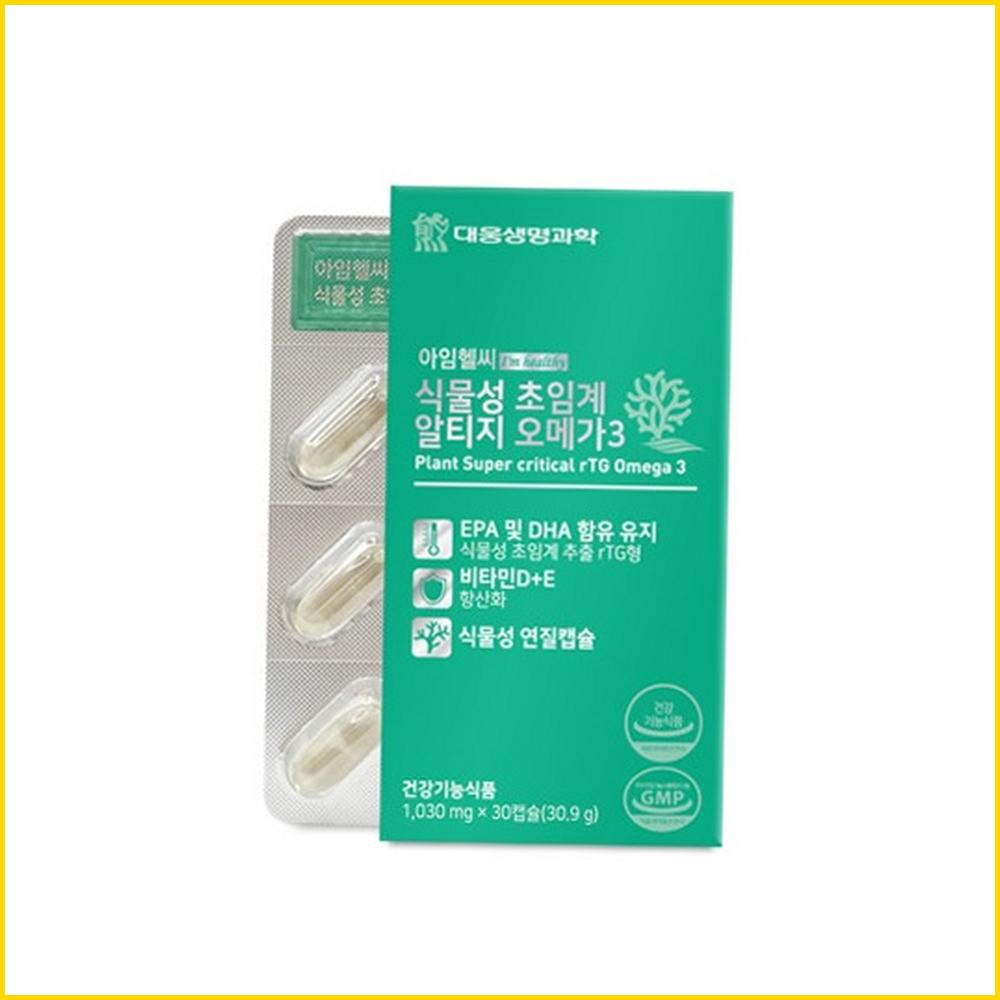 대웅생명과학
아임헬씨
식물성 초
아임헬씨 I'm healthy
식물성 초임계
알티지 오메가3
Plant Super critical rTG Omega 3
EPA 및 DHA 함유 유지
식물성 초임계 추출 rTG형
비타민D+E
항산화
식물성 연질캡슐
건강
기능식품
GMP
건강기능식품
1,030 mg × 30캡슐(30.9 g)